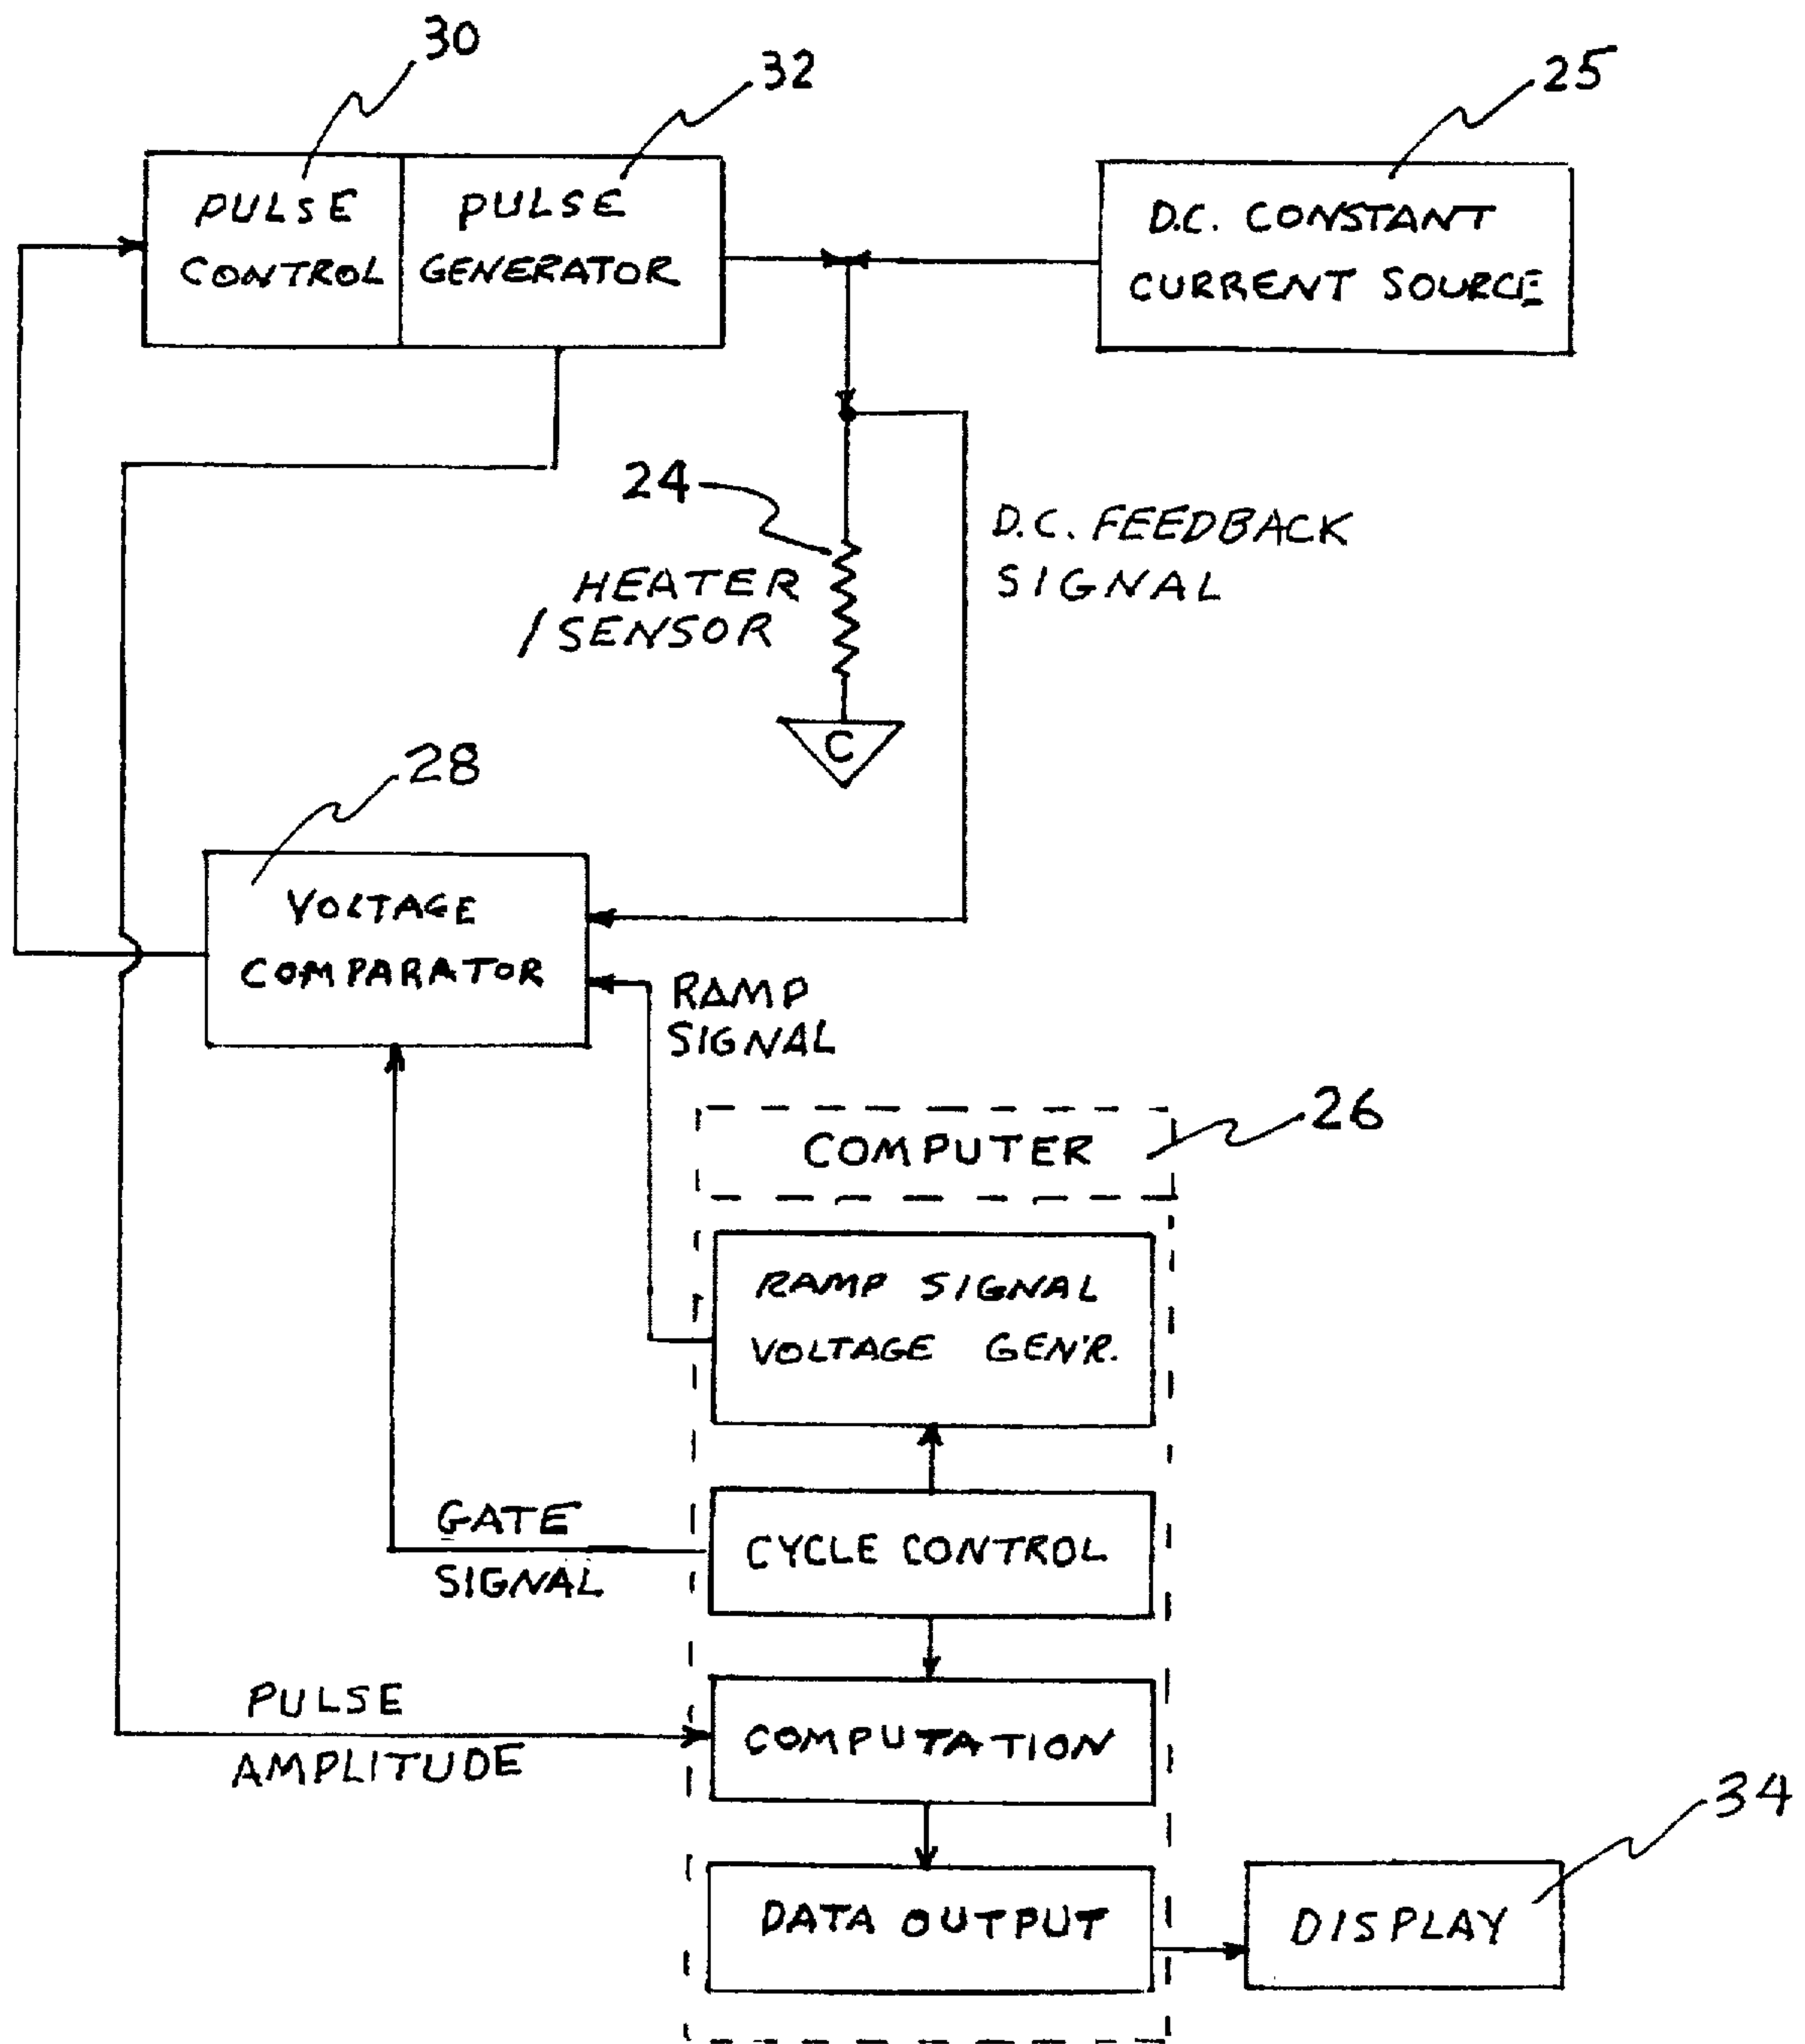 30
32
25
PULSE
CONTROL
PULSE
GENERATOR
D.C. CONSTANT
CURRENT SOURCE
24
HEATER
/ SENSOR
D.C. FEEDBACK
SIGNAL
C
28
VOLTAGE
COMPARATOR
RAMP
SIGNAL
26
COMPUTER
RAMP SIGNAL
VOLTAGE GEN'R.
GATE
SIGNAL
CYCLE CONTROL
PULSE
AMPLITUDE
COMPUTATION
34
DATA OUTPUT
DISPLAY